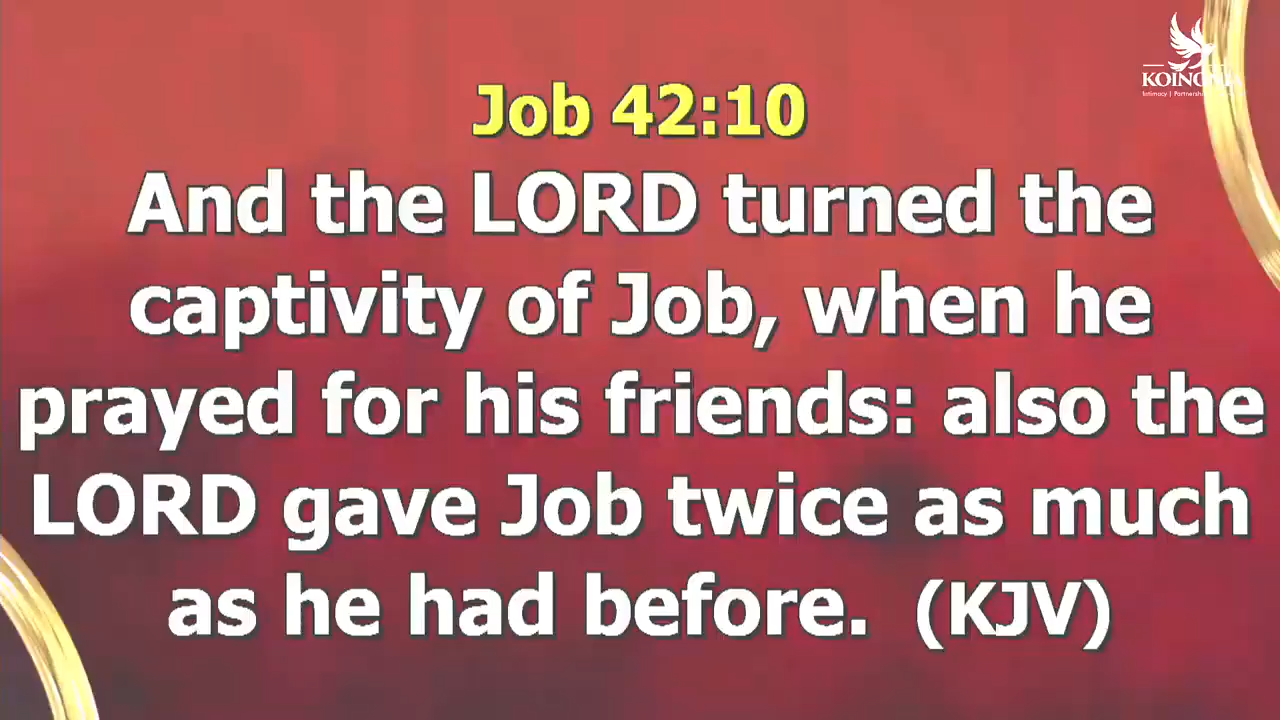 KOINONIA
Job 42:10
And the LORD turned the
captivity of Job, when he
prayed for his friends: also the
LORD gave Job twice as much
as he had before. (KJV)